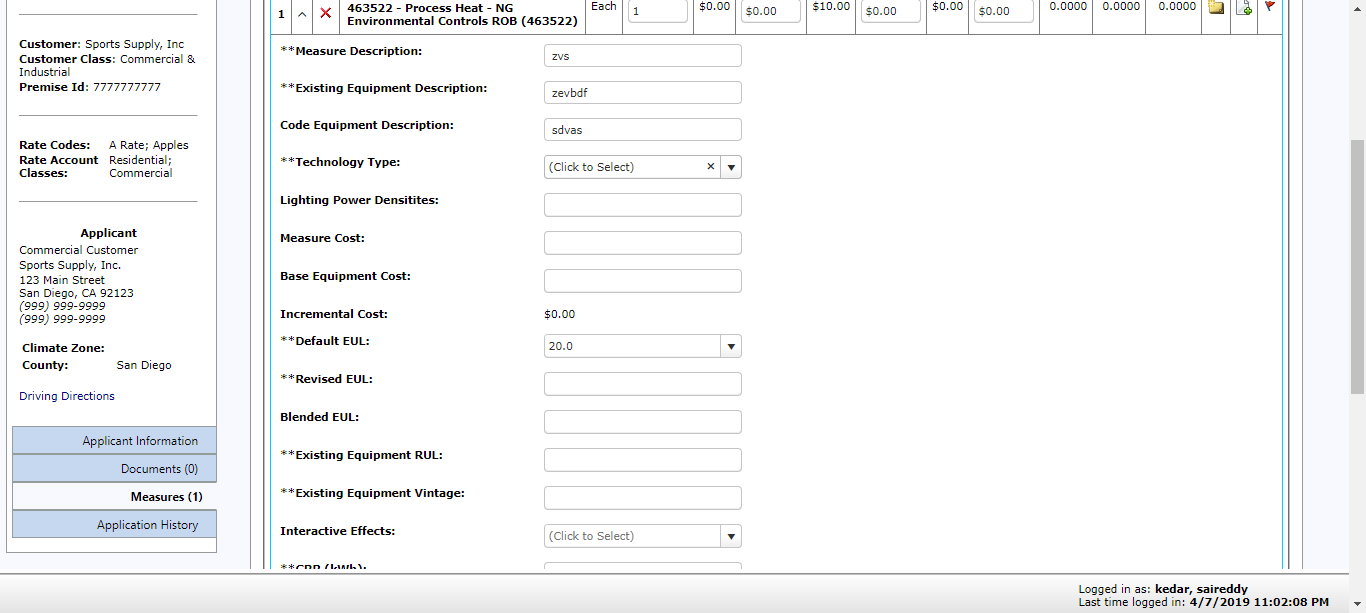 Customer: Sports Supply, Inc
Customer Class: Commercial &
Industrial
Premise Id: 7777777777
Rate Codes: A Rate; Apples
Rate Account Residential;
Classes: Commercial
Applicant
Commercial Customer
Sports Supply, Inc.
123 Main Street
San Diego, CA 92123
(999) 999-9999
(999) 999-9999
Climate Zone:
County: San Diego
Driving Directions
Applicant Information
Documents (0)
Measures (1)
Application History
1 463522 - Process Heat - NG Each 1 $0.00 $0.00 $10.00 $0.00 $0.00 $0.00 0.0000 0.0000 0.0000
Environmental Controls ROB (463522)
**Measure Description: zvs
**Existing Equipment Description: zevbdf
Code Equipment Description: sdvas
**Technology Type: (Click to Select)
Lighting Power Densitites:
Measure Cost:
Base Equipment Cost:
Incremental Cost: $0.00
**Default EUL: 20.0
**Revised EUL:
Blended EUL:
**Existing Equipment RUL:
**Existing Equipment Vintage:
Interactive Effects: (Click to Select)
**GRR (kWh):
Logged in as: kedar, saireddy
Last time logged in: 4/7/2019 11:02:08 PM